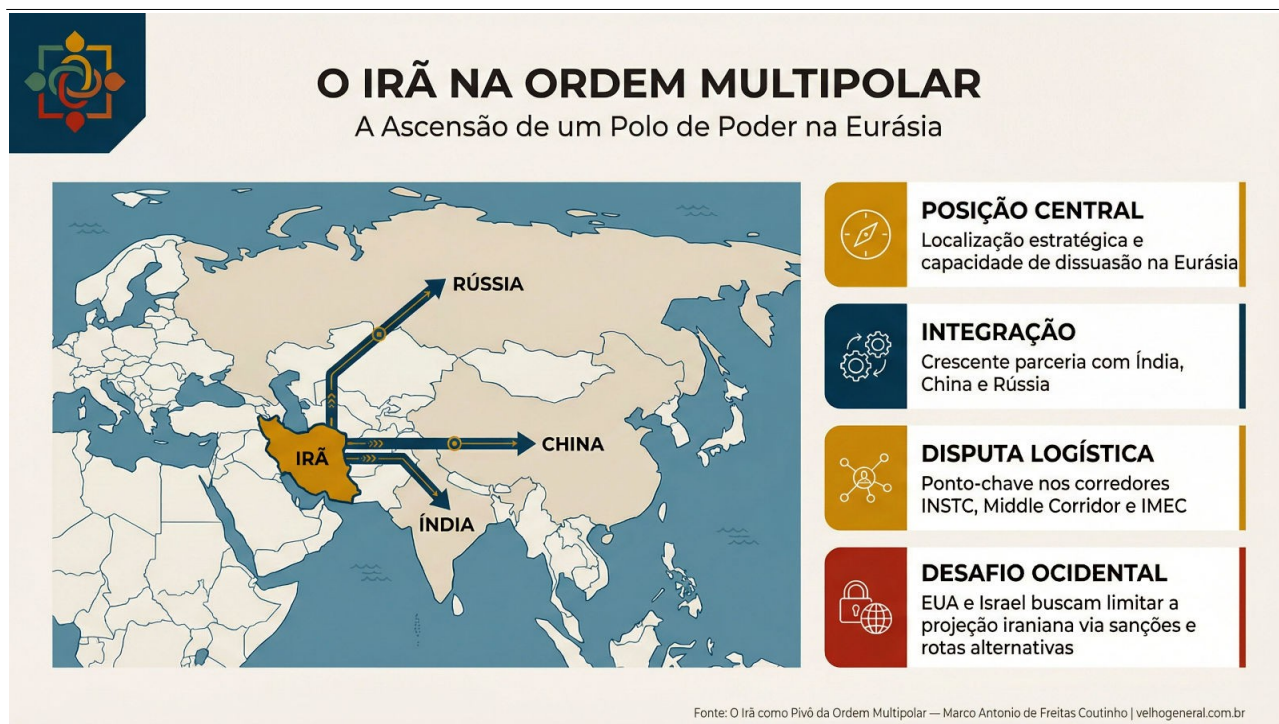 O IRÃ NA ORDEM MULTIPOLAR
A Ascensão de um Polo de Poder na Eurásia
RÚSSIA
CHINA
IRÃ
ÍNDIA
POSIÇÃO CENTRAL
Localização estratégica e
capacidade de dissuasão na Eurásia
INTEGRAÇÃO
Crescente parceria com Índia,
China e Rússia
DISPUTA LOGÍSTICA
Ponto-chave nos corredores
INSTC, Middle Corridor e IMEC
DESAFIO OCIDENTAL
EUA e Israel buscam limitar a
projeção iraniana via sanções e
rotas alternativas
Fonte: O Irã como Pivô da Ordem Multipolar — Marco Antonio de Freitas Coutinho | velhogeneral.com.br